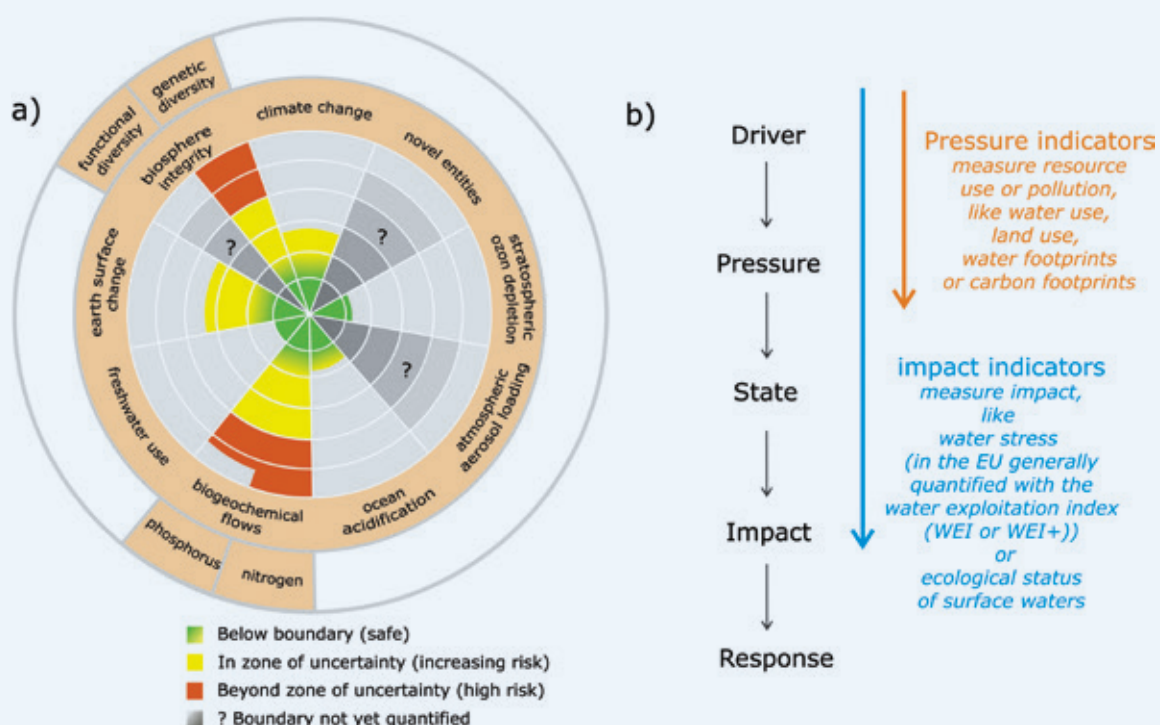 a)
genetic
diversity
functional
diversity
biosphere
integrity
climate change
novel entities
stratospheric
ozon depletion
atmospheric
aerosol loading
ocean
acidification
biogeochemical
flows
freshwater use
earth surface
change
phosphorus
nitrogen
?
?
?
Below boundary (safe)
In zone of uncertainty (increasing risk)
Beyond zone of uncertainty (high risk)
? Boundary not yet quantified
b)
Driver
Pressure
State
Impact
Response
Pressure indicators
measure resource
use or pollution,
like water use,
land use,
water footprints
or carbon footprints
impact indicators
measure impact,
like
water stress
(in the EU generally
quantified with the
water exploitation index
(WEI or WEI+))
or
ecological status
of surface waters